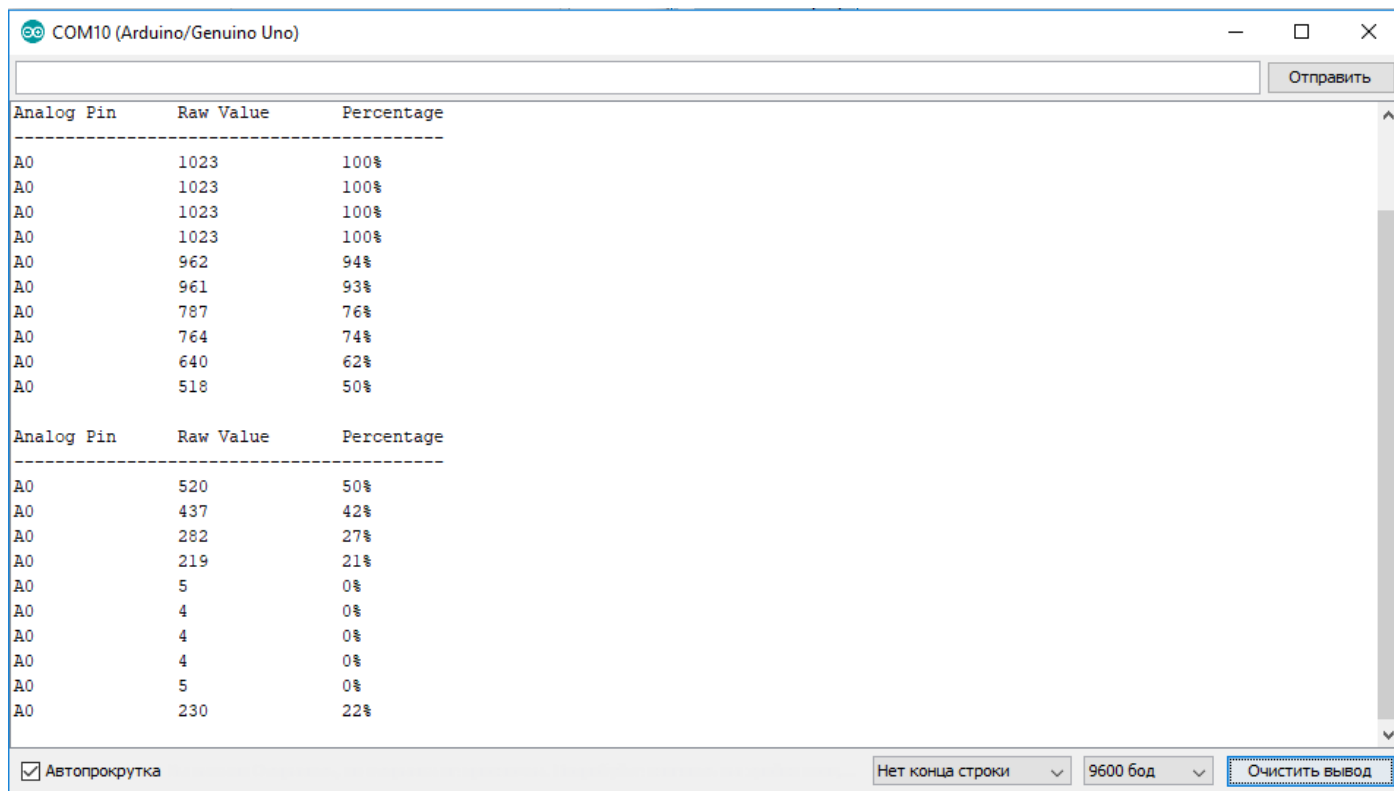 COM10 (Arduino/Genuino Uno)
Отправить
Analog Pin Raw Value Percentage
-----------------------------------------
A0 1023 100%
A0 1023 100%
A0 1023 100%
A0 1023 100%
A0 962 94%
A0 961 93%
A0 787 76%
A0 764 74%
A0 640 62%
A0 518 50%
Analog Pin Raw Value Percentage
-----------------------------------------
A0 520 50%
A0 437 42%
A0 282 27%
A0 219 21%
A0 5 0%
A0 4 0%
A0 4 0%
A0 4 0%
A0 5 0%
A0 230 22%
Автопрокрутка Нет конца строки 9600 бод Очистить вывод